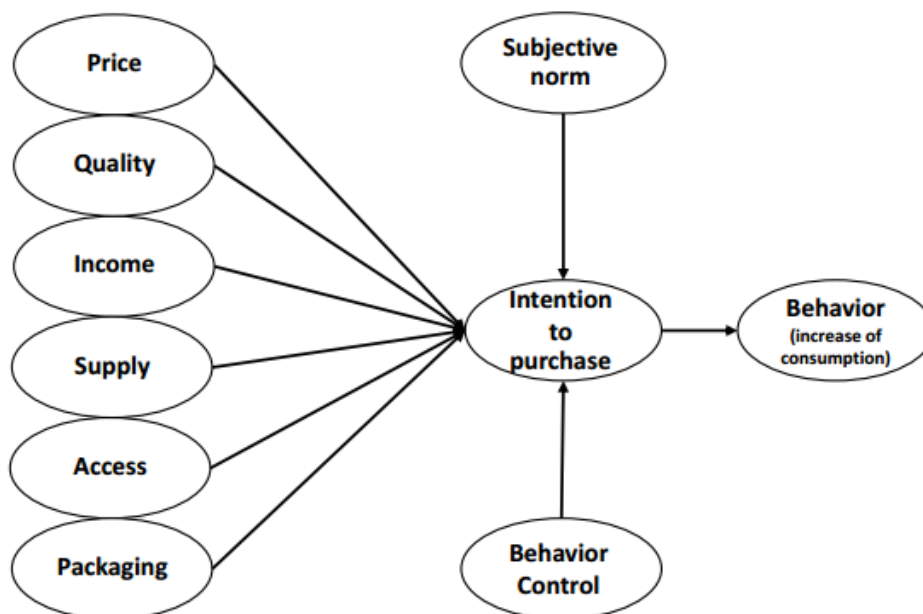 Price
Quality
Income
Supply
Access
Packaging
Subjective
norm
Intention
to
purchase
Behavior
Control
Behavior
(increase of
consumption)